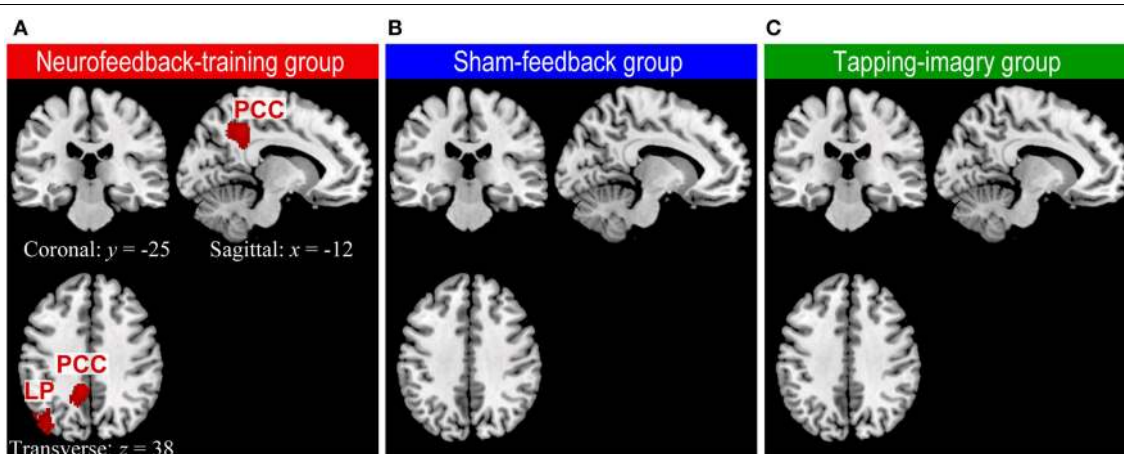 A
B
C
Neurofeedback-training group
Sham-feedback group
Tapping-imagry group
PCC
Coronal: y = -25
Sagittal: x = -12
PCC
LP
Transverse: z = 38